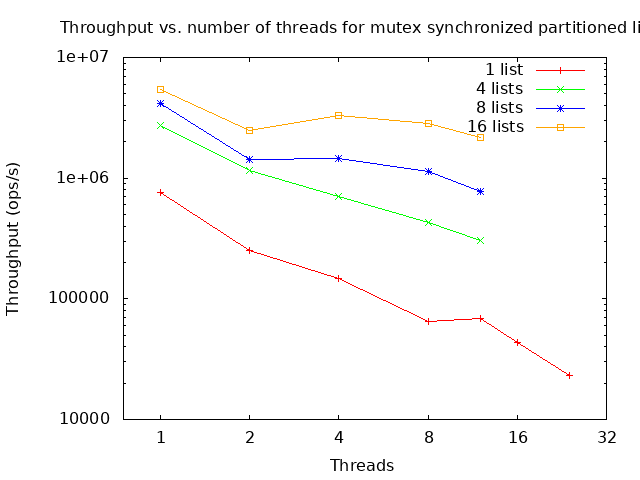 Throughput vs. number of threads for mutex synchronized partitioned li
1e+07
1 list
4 lists
8 lists
16 lists
1e+06
100000
10000
Throughput (ops/s)
1 2 4 8 16 32
Threads